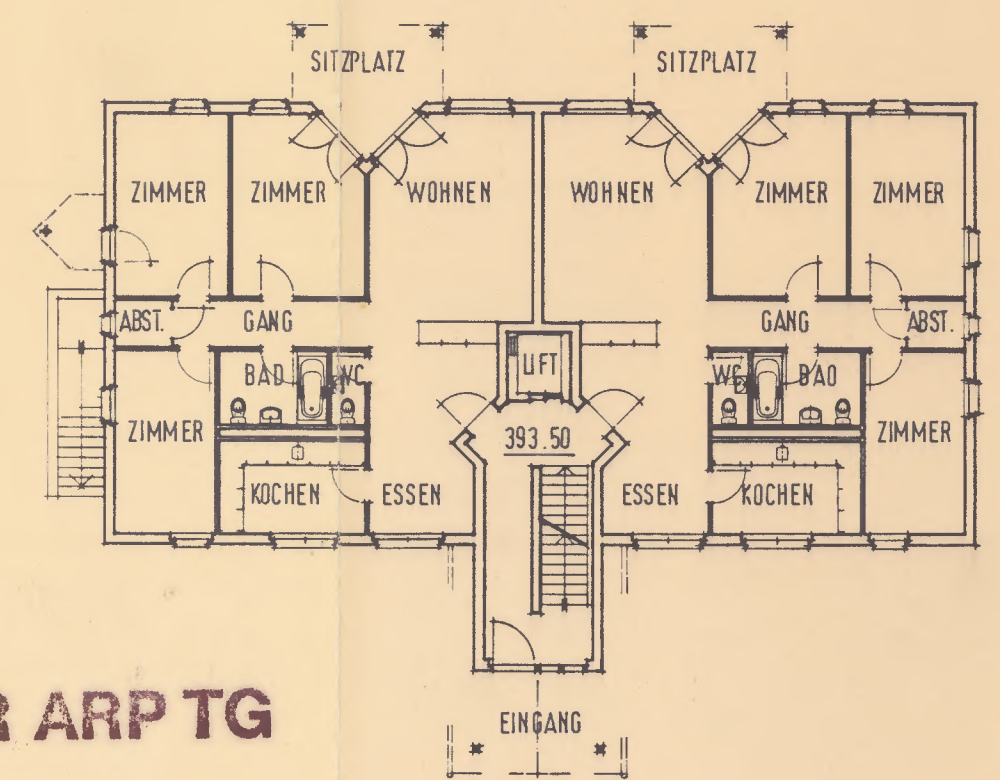 SITZPLATZ SITZPLATZ
ZIMMER ZIMMER WOHNEN WOHNEN ZIMMER ZIMMER
ABST. GANG GANG ABST.
LIFT
BAD WC WC BAD
ZIMMER 393.50 ZIMMER
KOCHEN ESSEN ESSEN KOCHEN
R ARP TG
EINGANG